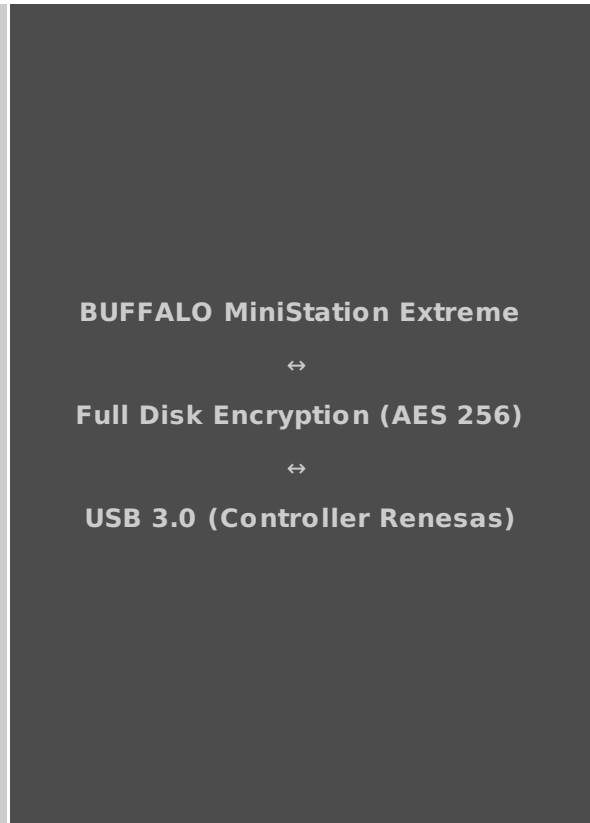 BUFFALO MiniStation Extreme
↔
Full Disk Encryption (AES 256)
↔
USB 3.0 (Controller Renesas)